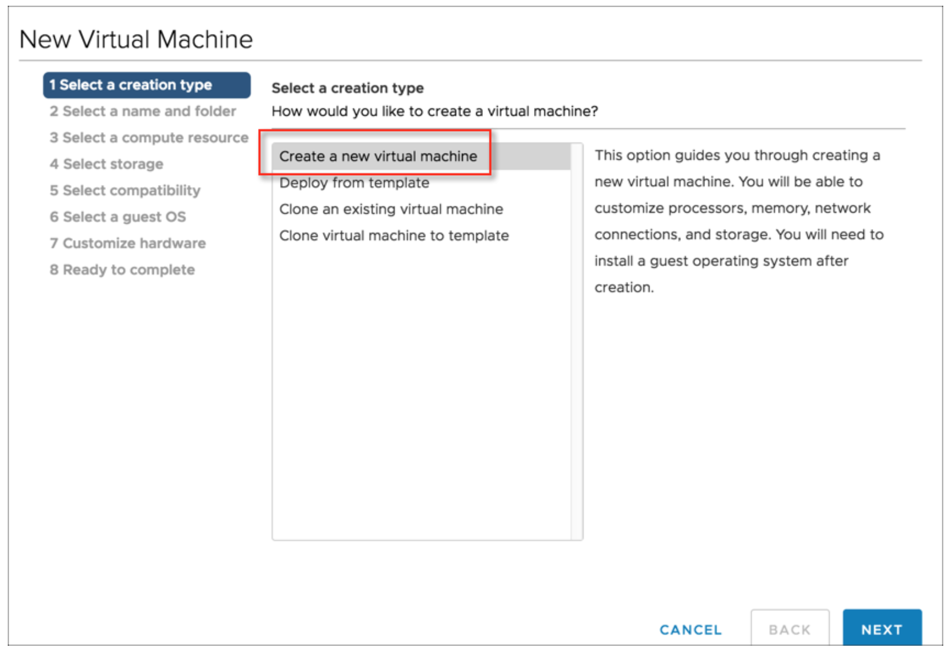 New Virtual Machine
1 Select a creation type
2 Select a name and folder
3 Select a compute resource
4 Select storage
5 Select compatibility
6 Select a guest OS
7 Customize hardware
8 Ready to complete
Select a creation type
How would you like to create a virtual machine?
Create a new virtual machine
Deploy from template
Clone an existing virtual machine
Clone virtual machine to template
This option guides you through creating a
new virtual machine. You will be able to
customize processors, memory, network
connections, and storage. You will need to
install a guest operating system after
creation.
CANCEL
BACK
NEXT